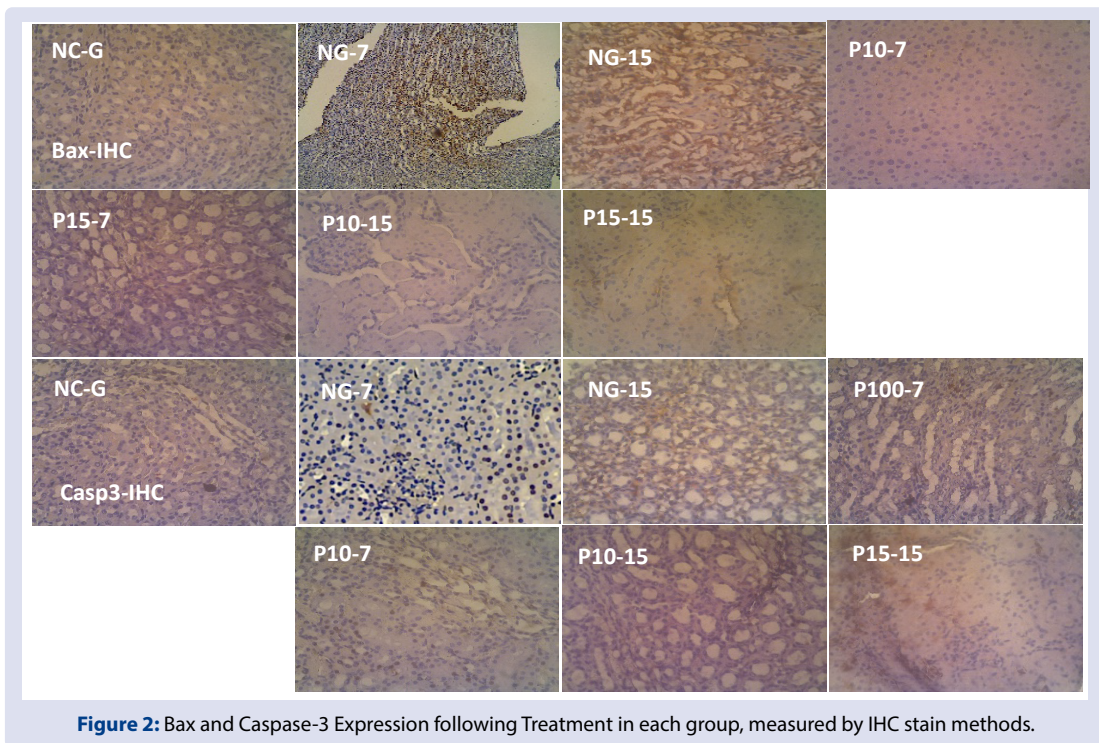 NC-G
NG-7
NG-15
P10-7
Bax-IHC
P15-7
P10-15
P15-15
NC-G
NG-7
NG-15
P100-7
Casp3-IHC
P10-7
P10-15
P15-15
Figure 2: Bax and Caspase-3 Expression following Treatment in each group, measured by IHC stain methods.